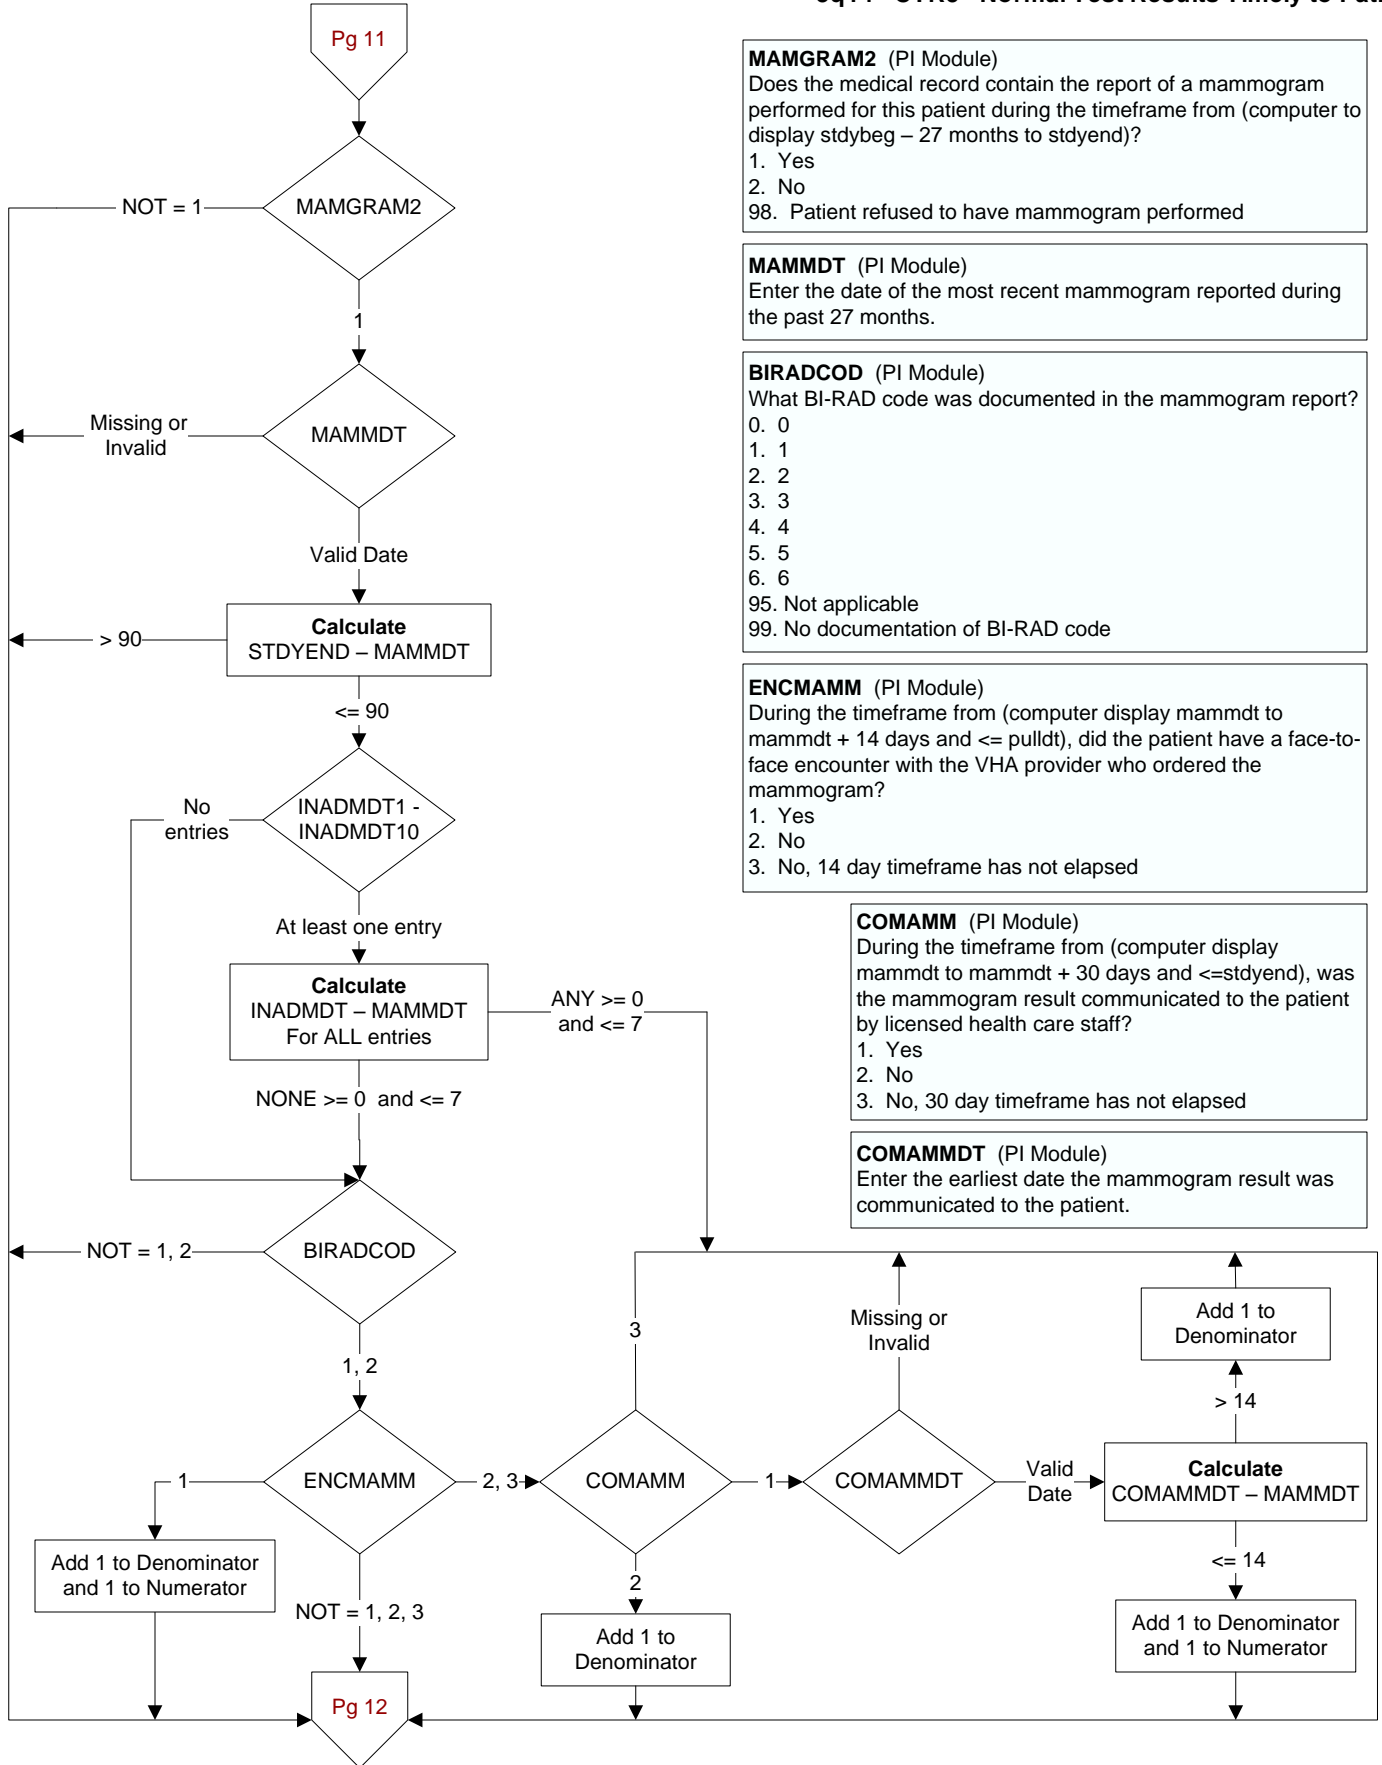 Pg 11
MAMGRAM2 (PI Module)
Does the medical record contain the report of a mammogram
performed for this patient during the timeframe from (computer to
display stdybeg – 27 months to stdyend)?
1. Yes
2. No
98. Patient refused to have mammogram performed
NOT = 1
MAMGRAM2
1
MAMMDT (PI Module)
Enter the date of the most recent mammogram reported during
the past 27 months.
Missing or
Invalid
MAMMDT
Valid Date
BIRADCOD (PI Module)
What BI-RAD code was documented in the mammogram report?
0. 0
1. 1
2. 2
3. 3
4. 4
5. 5
6. 6
95. Not applicable
99. No documentation of BI-RAD code
> 90
Calculate
STDYEND – MAMMDT
<= 90
ENCMAMM (PI Module)
During the timeframe from (computer display mammdt to
mammdt + 14 days and <= pulldt), did the patient have a face-to-
face encounter with the VHA provider who ordered the
mammogram?
1. Yes
2. No
3. No, 14 day timeframe has not elapsed
No
entries
INADMDT1 -
INADMDT10
At least one entry
COMAMM (PI Module)
During the timeframe from (computer display
mammdt to mammdt + 30 days and <=stdyend), was
the mammogram result communicated to the patient
by licensed health care staff?
1. Yes
2. No
3. No, 30 day timeframe has not elapsed
Calculate
INADMDT – MAMMDT
For ALL entries
ANY >= 0
and <= 7
NONE >= 0 and <= 7
COMAMMDT (PI Module)
Enter the earliest date the mammogram result was
communicated to the patient.
NOT = 1, 2
BIRADCOD
1, 2
3
Missing or
Invalid
Add 1 to
Denominator
> 14
1
ENCMAMM
2, 3
COMAMM
1
COMAMMDT
Valid
Date
Calculate
COMAMMDT – MAMMDT
<= 14
Add 1 to Denominator
and 1 to Numerator
NOT = 1, 2, 3
2
Add 1 to
Denominator
Add 1 to Denominator
and 1 to Numerator
Pg 12